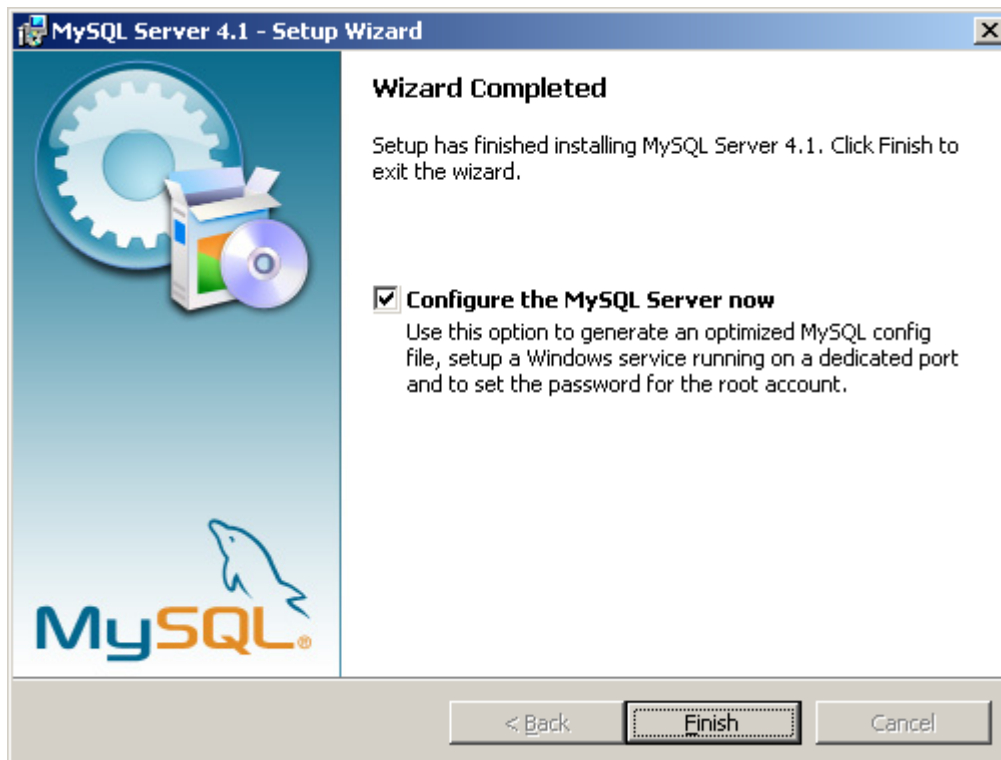 MySQL Server 4.1 - Setup Wizard
Wizard Completed
Setup has finished installing MySQL Server 4.1. Click Finish to
exit the wizard.
Configure the MySQL Server now
Use this option to generate an optimized MySQL config
file, setup a Windows service running on a dedicated port
and to set the password for the root account.
MySQL®
< Back
Finish
Cancel